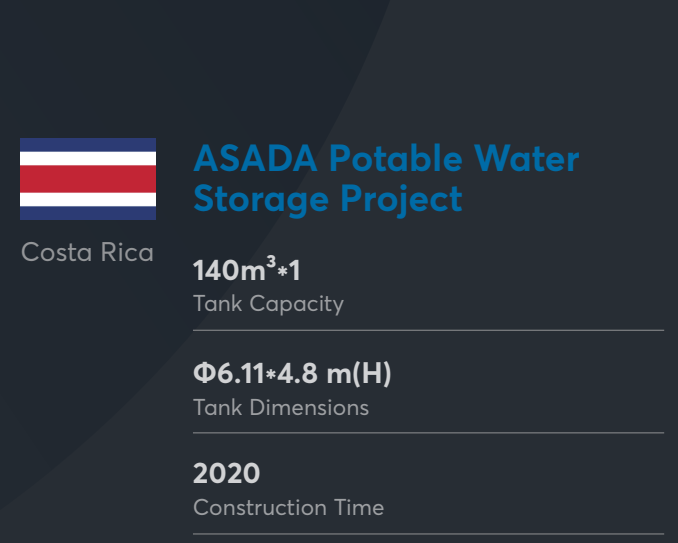 ASADA Potable Water
Storage Project
Costa Rica
140m³*1
Tank Capacity
Φ6.11*4.8 m(H)
Tank Dimensions
2020
Construction Time